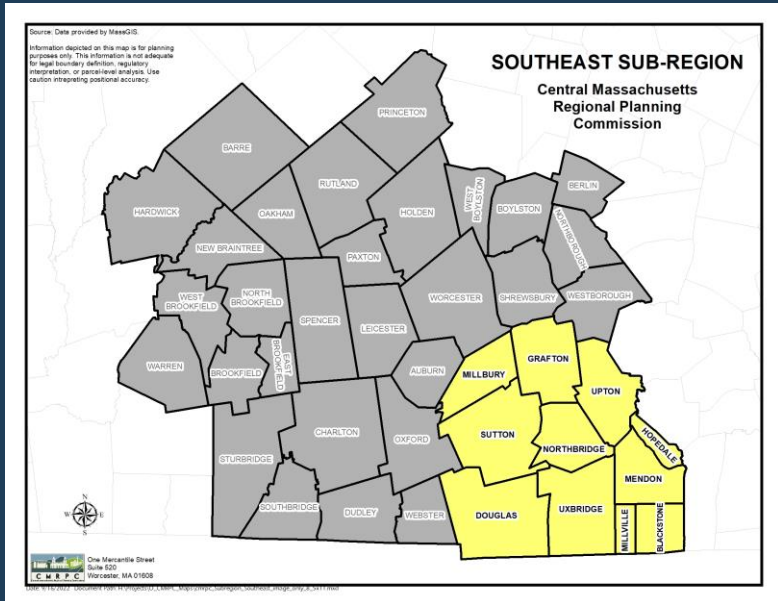 Source: Data provided by MassGIS.
Information depicted on this map is for planning
purposes only. This information is not adequate
for legal boundary definition, regulatory
interpretation, or parcel-level analysis. Use
caution intrepreting positional accuracy.
SOUTHEAST SUB-REGION
Central Massachusetts
Regional Planning
Commission
PRINCETON
BARRE
RUTLAND
BERLIN
WEST
BOYLSTON
BOYLSTON
HARDWICK
OAKHAM
HOLDEN
NORTHBOROUGH
NEW BRAINTREE
PAXTON
WEST
BROOKFIELD
NORTH
BROOKFIELD
WORCESTER
SHREWSBURY
WESTBOROUGH
SPENCER
LEICESTER
WARREN
BROOKFIELD
EAST
BROOKFIELD
AUBURN
MILLBURY
GRAFTON
UPTON
CHARLTON
OXFORD
SUTTON
NORTHBRIDGE
HOPEDALE
STURBRIDGE
MENDON
SOUTHBRIDGE
DUDLEY
WEBSTER
DOUGLAS
UXBRIDGE
MILLVILLE
BLACKSTONE
N
W E
S
CMRPC
One Mercantile Street
Suite 520
Worcester, MA 01608